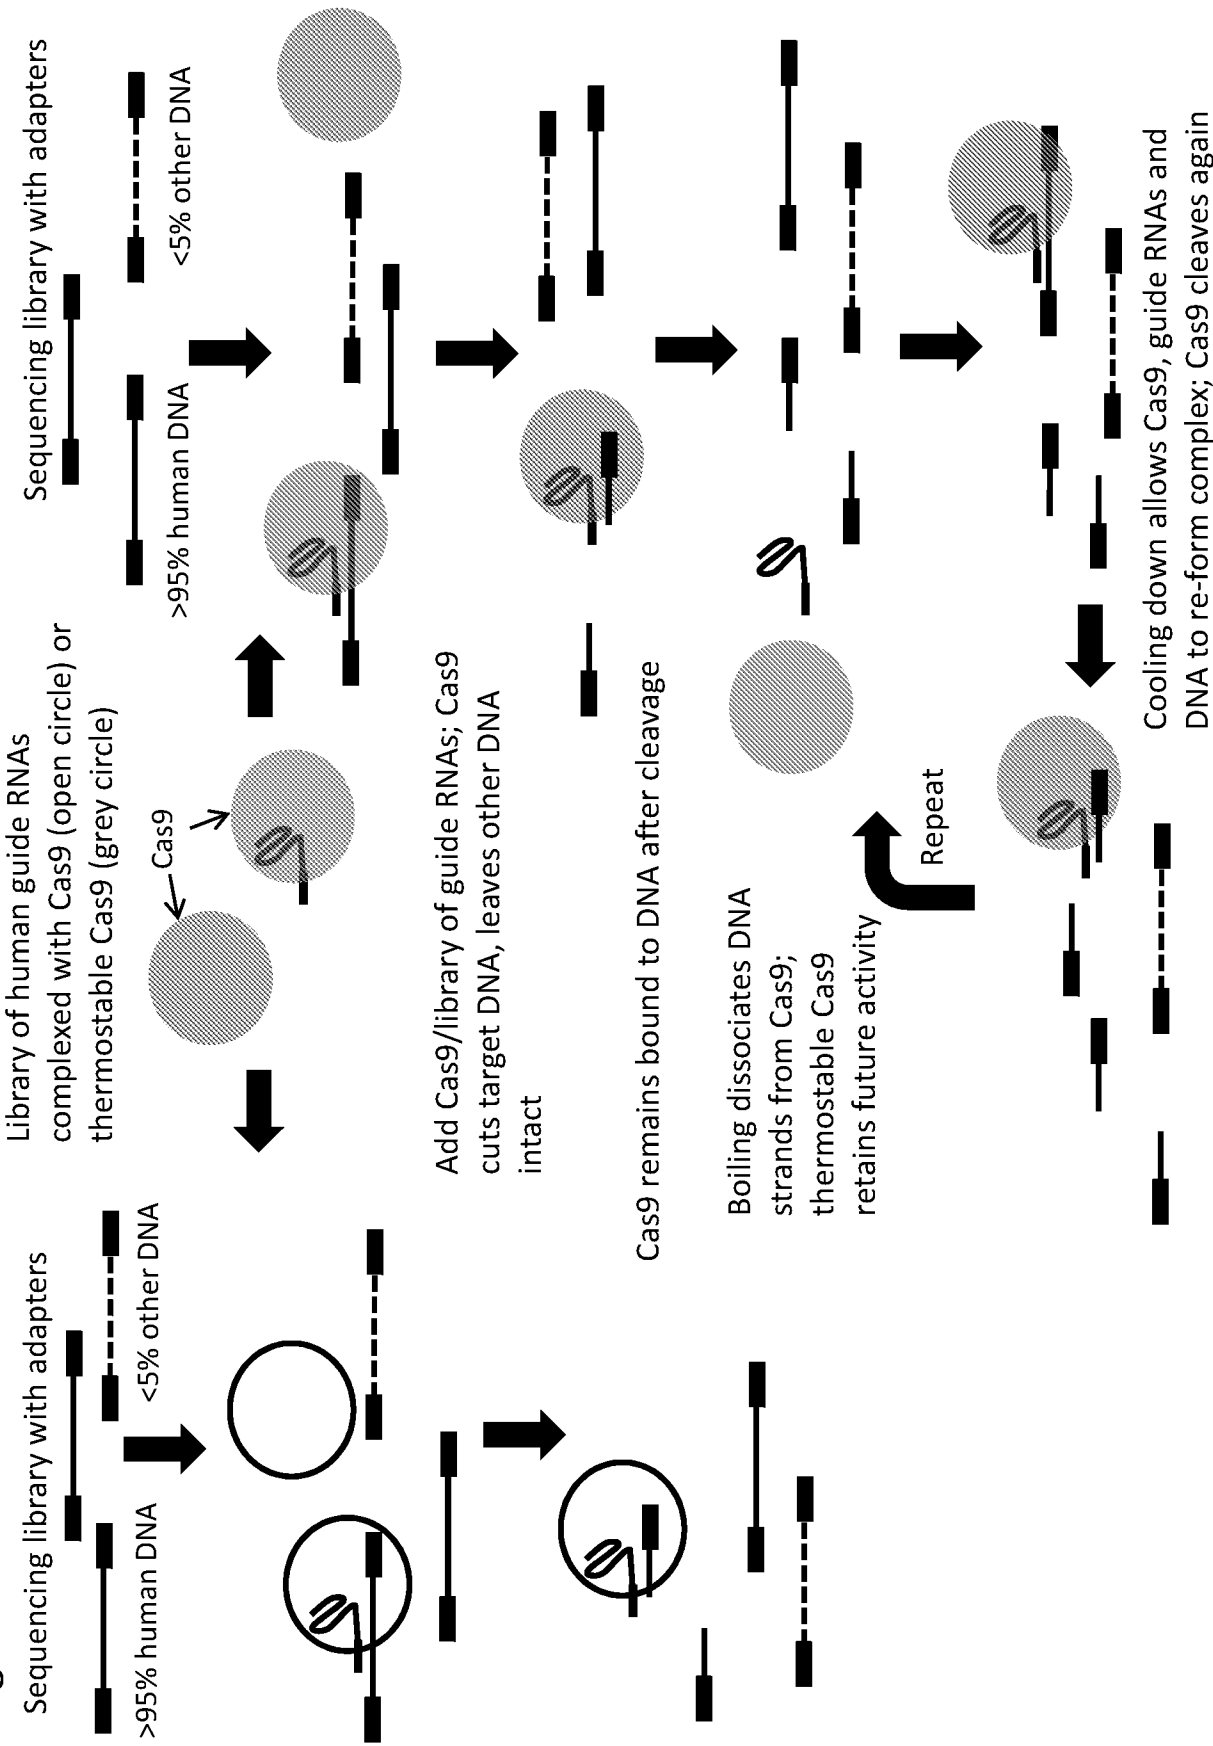 Sequencing library with adapters
>95% human DNA
<5% other DNA
Library of human guide RNAs
complexed with Cas9 (open circle) or
thermostable Cas9 (grey circle)
Cas9
Sequencing library with adapters
>95% human DNA
<5% other DNA
Add Cas9/library of guide RNAs; Cas9
cuts target DNA, leaves other DNA
intact
Cas9 remains bound to DNA after cleavage
Boiling dissociates DNA
strands from Cas9;
thermostable Cas9
retains future activity
Repeat
Cooling down allows Cas9, guide RNAs and
DNA to re-form complex; Cas9 cleaves again